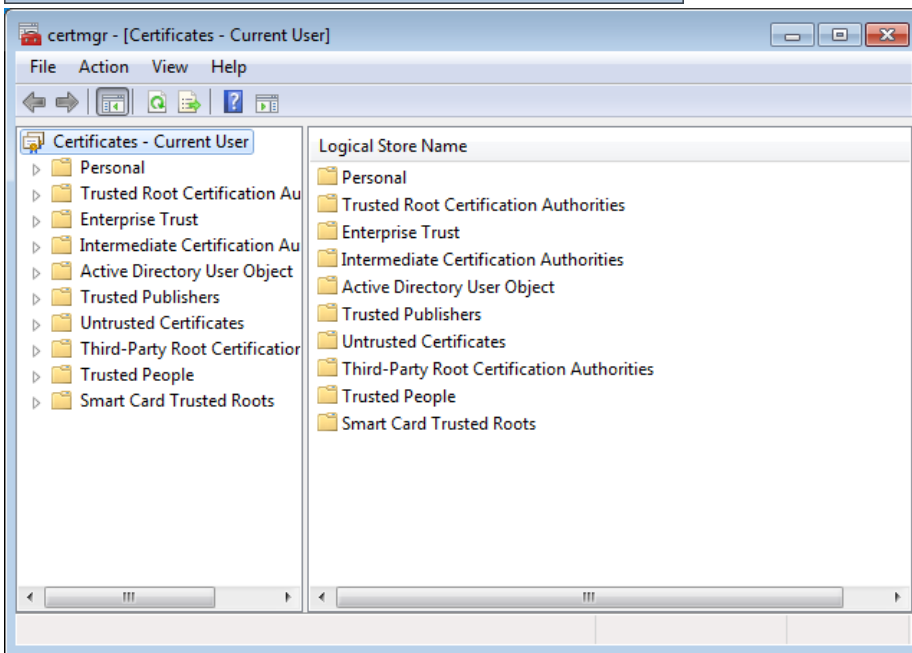 certmgr - [Certificates - Current User]
File Action View Help
Certificates - Current User
Personal
Trusted Root Certification Au
Enterprise Trust
Intermediate Certification Au
Active Directory User Object
Trusted Publishers
Untrusted Certificates
Third-Party Root Certification
Trusted People
Smart Card Trusted Roots
Logical Store Name
Personal
Trusted Root Certification Authorities
Enterprise Trust
Intermediate Certification Authorities
Active Directory User Object
Trusted Publishers
Untrusted Certificates
Third-Party Root Certification Authorities
Trusted People
Smart Card Trusted Roots